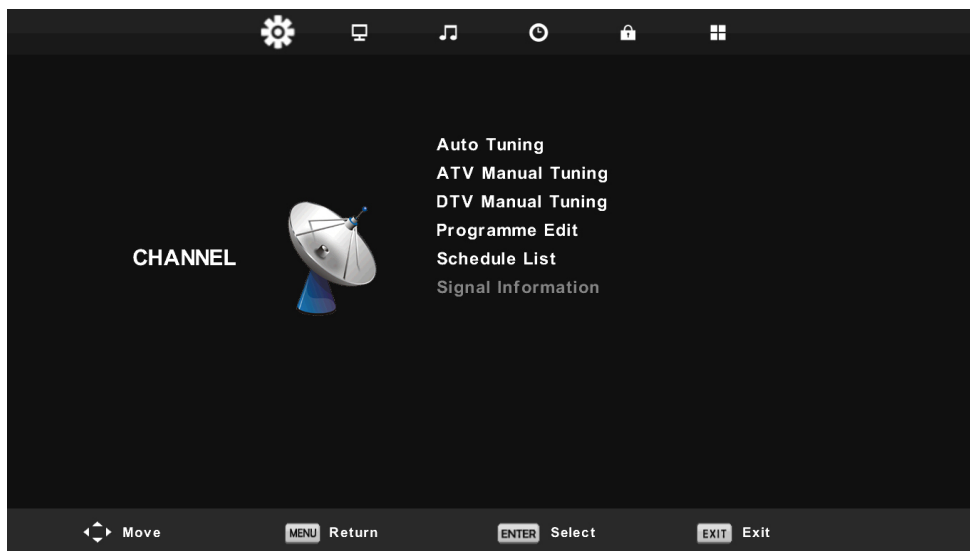 Auto Tuning
ATV Manual Tuning
DTV Manual Tuning
Programme Edit
CHANNEL
Schedule List
Signal Information
Move MENU Return ENTER Select EXIT Exit